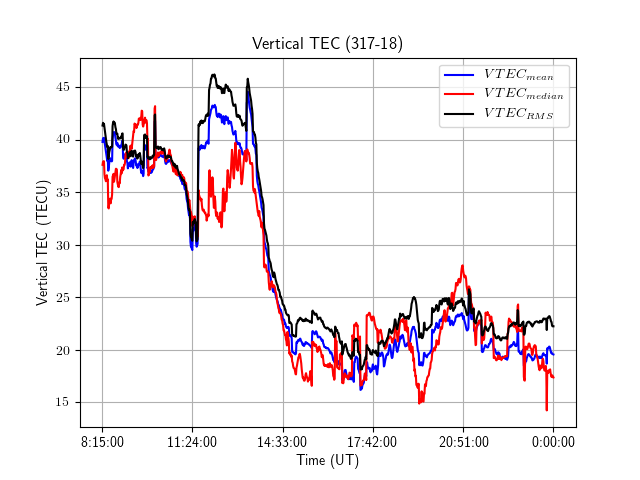 Vertical TEC (317-18)
VTEC_mean
VTEC_median
VTEC_RMS
Vertical TEC (TECU)
45
40
35
30
25
20
15
8:15:00 11:24:00 14:33:00 17:42:00 20:51:00 0:00:00
Time (UT)